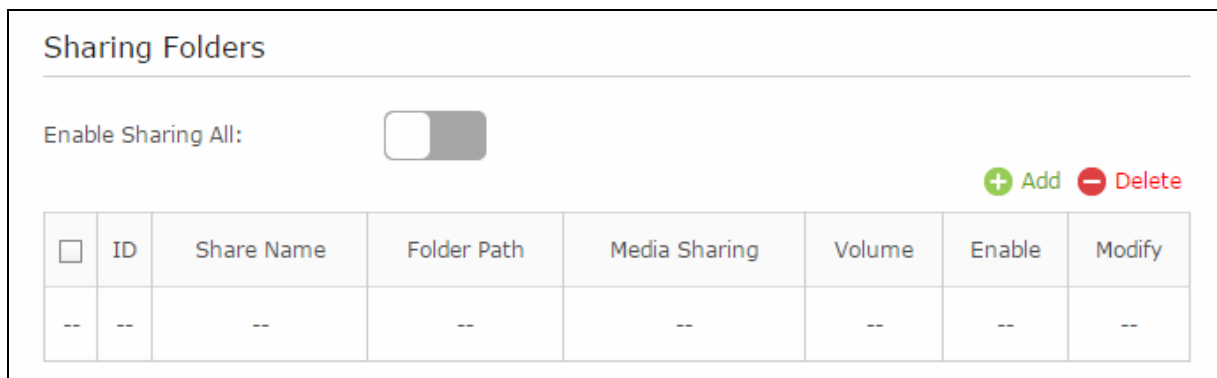 Sharing Folders
Enable Sharing All:
Add Delete
ID Share Name Folder Path Media Sharing Volume Enable Modify
-- -- -- -- -- -- -- --